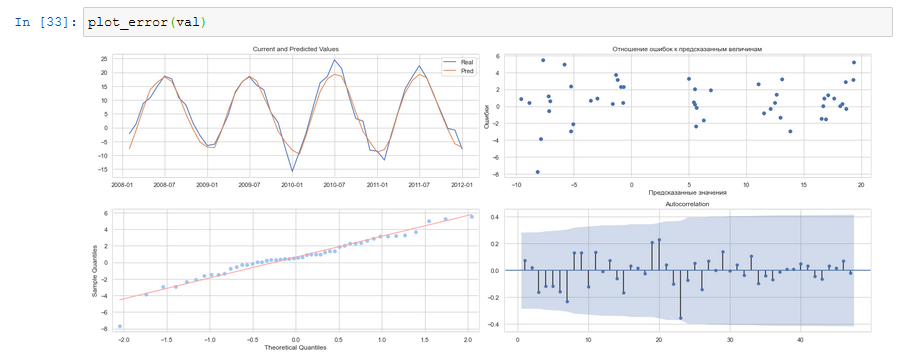 In [33]: plot_error(val)
Current and Predicted Values
25
20
15
10
5
0
−5
−10
−15
2008-01 2008-07 2009-01 2009-07 2010-01 2010-07 2011-01 2011-07 2012-01
Real
Pred
Отношение ошибок к предсказанным величинам
Ошибки
6
4
2
0
−2
−4
−6
−8
−10 −5 0 5 10 15 20
Предсказанные значения
Sample Quantiles
6
4
2
0
−2
−4
−6
−8
−2.0 −1.5 −1.0 −0.5 0.0 0.5 1.0 1.5 2.0
Theoretical Quantiles
Autocorrelation
0.4
0.2
0.0
−0.2
−0.4
0 10 20 30 40